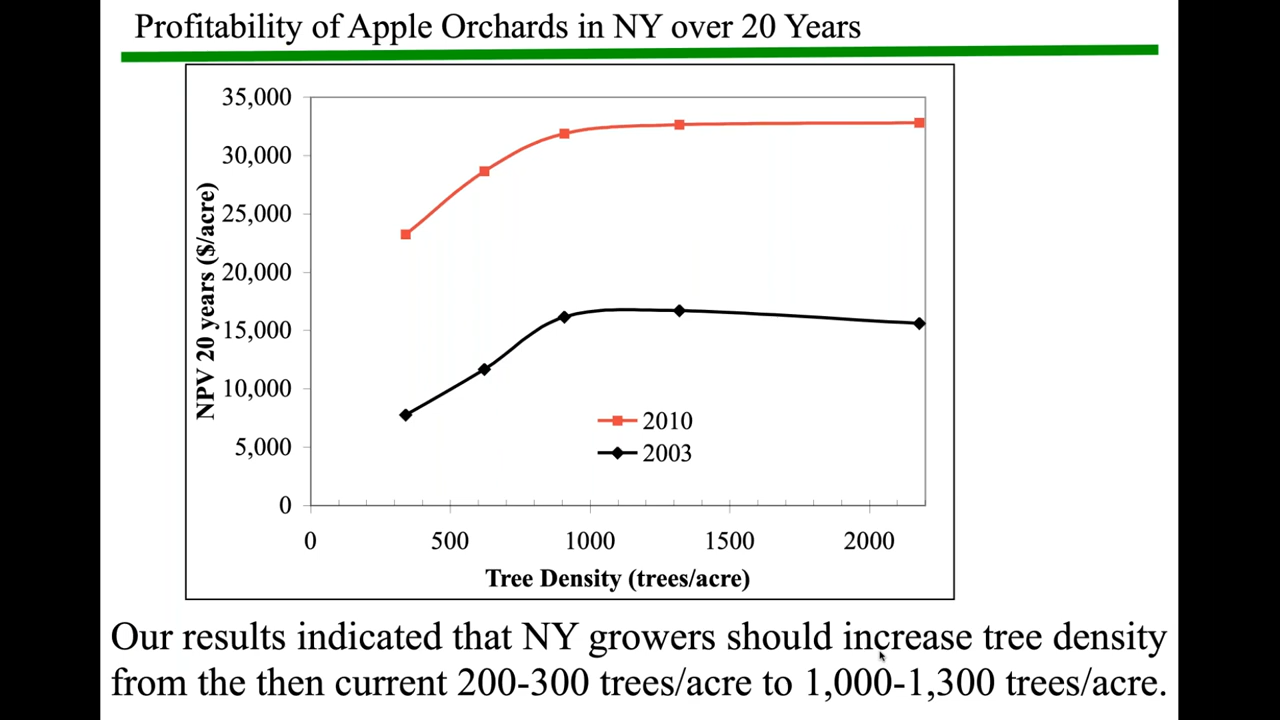 Profitability of Apple Orchards in NY over 20 Years
35,000
30,000
25,000
20,000
15,000
10,000
5,000
0
NPV 20 years ($/acre)
2010
2003
0 500 1000 1500 2000
Tree Density (trees/acre)
Our results indicated that NY growers should increase tree density
from the then current 200-300 trees/acre to 1,000-1,300 trees/acre.